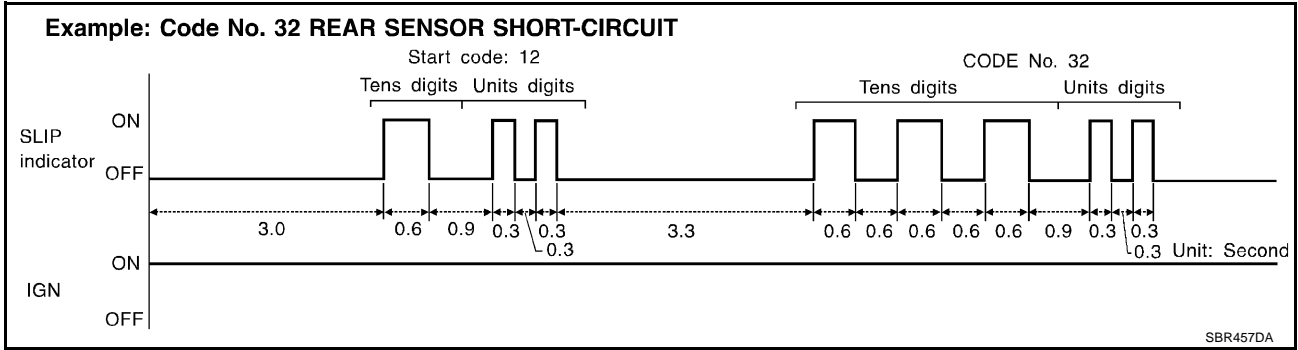 Example: Code No. 32 REAR SENSOR SHORT-CIRCUIT
Start code: 12
CODE No. 32
Tens digits Units digits
Tens digits Units digits
ON
SLIP
indicator
OFF
3.0 0.6 0.9 0.3 0.3 3.3 0.6 0.6 0.6 0.6 0.6 0.9 0.3 0.3
0.3 0.3 Unit: Second
ON
IGN
OFF
SBR457DA